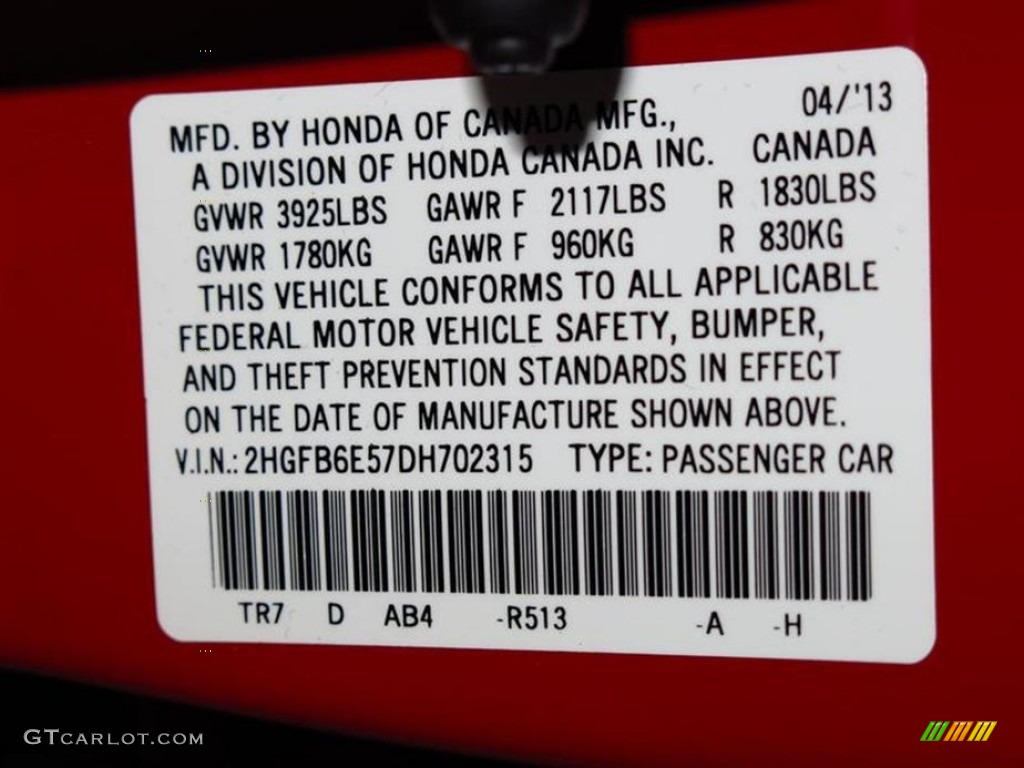 MFD. BY HONDA OF CANADA MFG., 04/'13
A DIVISION OF HONDA CANADA INC. CANADA
GVWR 3925LBS GAWR F 2117LBS R 1830LBS
GVWR 1780KG GAWR F 960KG R 830KG
THIS VEHICLE CONFORMS TO ALL APPLICABLE
FEDERAL MOTOR VEHICLE SAFETY, BUMPER,
AND THEFT PREVENTION STANDARDS IN EFFECT
ON THE DATE OF MANUFACTURE SHOWN ABOVE.
V.I.N.: 2HGFB6E57DH702315 TYPE: PASSENGER CAR
TR7 D AB4 -R513 -A -H
GTCARLOT.COM